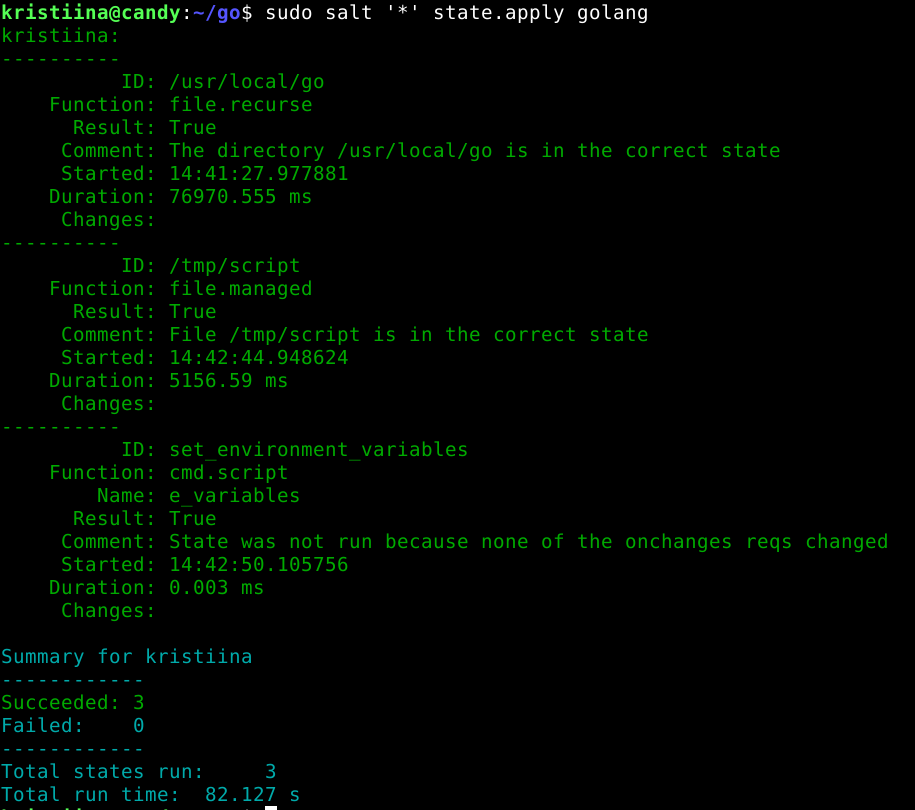 kristiina@candy:~/go$ sudo salt '*' state.apply golang
kristiina:
----------
          ID: /usr/local/go
    Function: file.recurse
      Result: True
     Comment: The directory /usr/local/go is in the correct state
     Started: 14:41:27.977881
    Duration: 76970.555 ms
     Changes:
----------
          ID: /tmp/script
    Function: file.managed
      Result: True
     Comment: File /tmp/script is in the correct state
     Started: 14:42:44.948624
    Duration: 5156.59 ms
     Changes:
----------
          ID: set_environment_variables
    Function: cmd.script
        Name: e_variables
      Result: True
     Comment: State was not run because none of the onchanges reqs changed
     Started: 14:42:50.105756
    Duration: 0.003 ms
     Changes:

Summary for kristiina
------------
Succeeded: 3
Failed:    0
------------
Total states run:     3
Total run time:  82.127 s